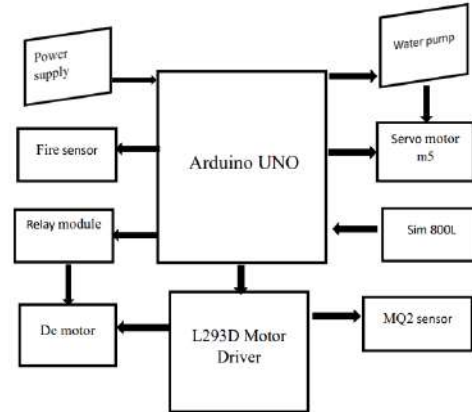 Power
supply
Water pump
Fire sensor
Arduino UNO
Servo motor
m5
Relay module
Sim 800L
Dc motor
L293D Motor
Driver
MQ2 sensor